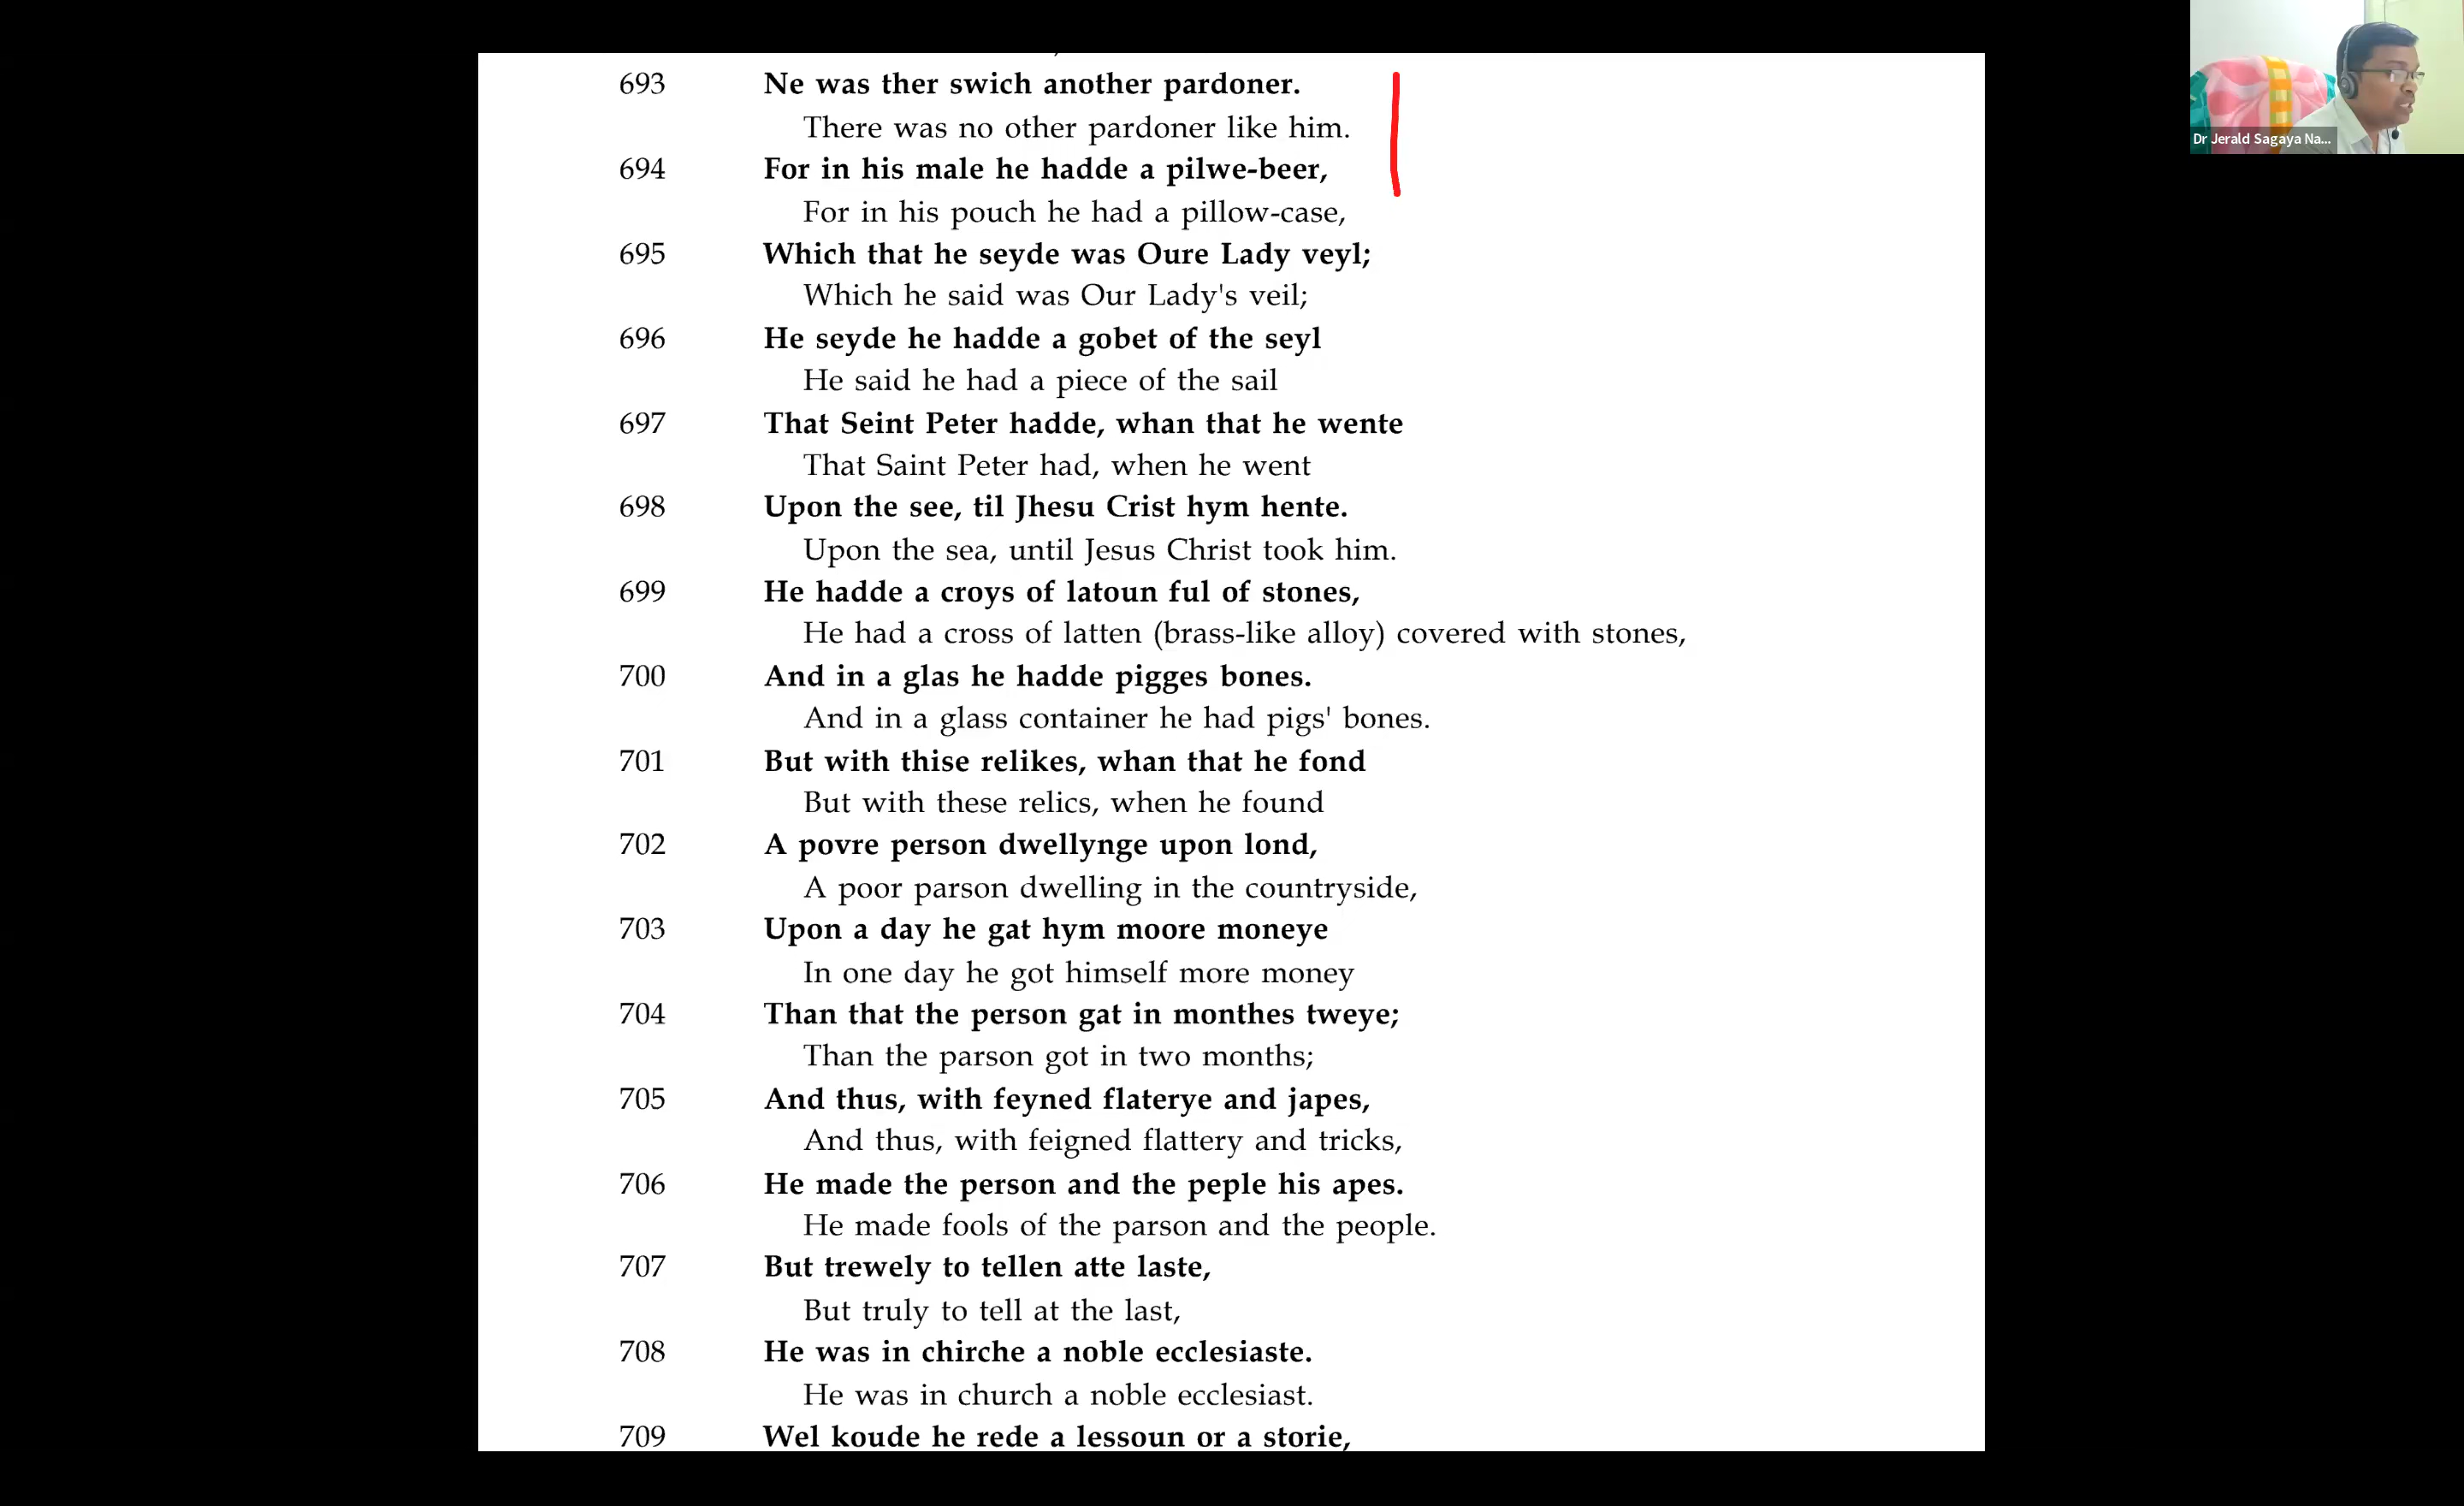 693 Ne was ther swich another pardoner.
There was no other pardoner like him.
694 For in his male he hadde a pilwe-beer,
For in his pouch he had a pillow-case,
695 Which that he seyde was Oure Lady veyl;
Which he said was Our Lady's veil;
696 He seyde he hadde a gobet of the seyl
He said he had a piece of the sail
697 That Seint Peter hadde, whan that he wente
That Saint Peter had, when he went
698 Upon the see, til Jhesu Crist hym hente.
Upon the sea, until Jesus Christ took him.
699 He hadde a croys of latoun ful of stones,
He had a cross of latten (brass-like alloy) covered with stones,
700 And in a glas he hadde pigges bones.
And in a glass container he had pigs' bones.
701 But with thise relikes, whan that he fond
But with these relics, when he found
702 A povre person dwellynge upon lond,
A poor parson dwelling in the countryside,
703 Upon a day he gat hym moore moneye
In one day he got himself more money
704 Than that the person gat in monthes tweye;
Than the parson got in two months;
705 And thus, with feyned flaterye and japes,
And thus, with feigned flattery and tricks,
706 He made the person and the peple his apes.
He made fools of the parson and the people.
707 But trewely to tellen atte laste,
But truly to tell at the last,
708 He was in chirche a noble ecclesiaste.
He was in church a noble ecclesiast.
709 Wel koude he rede a lessoun or a storie,
Dr Jerald Sagaya Na...